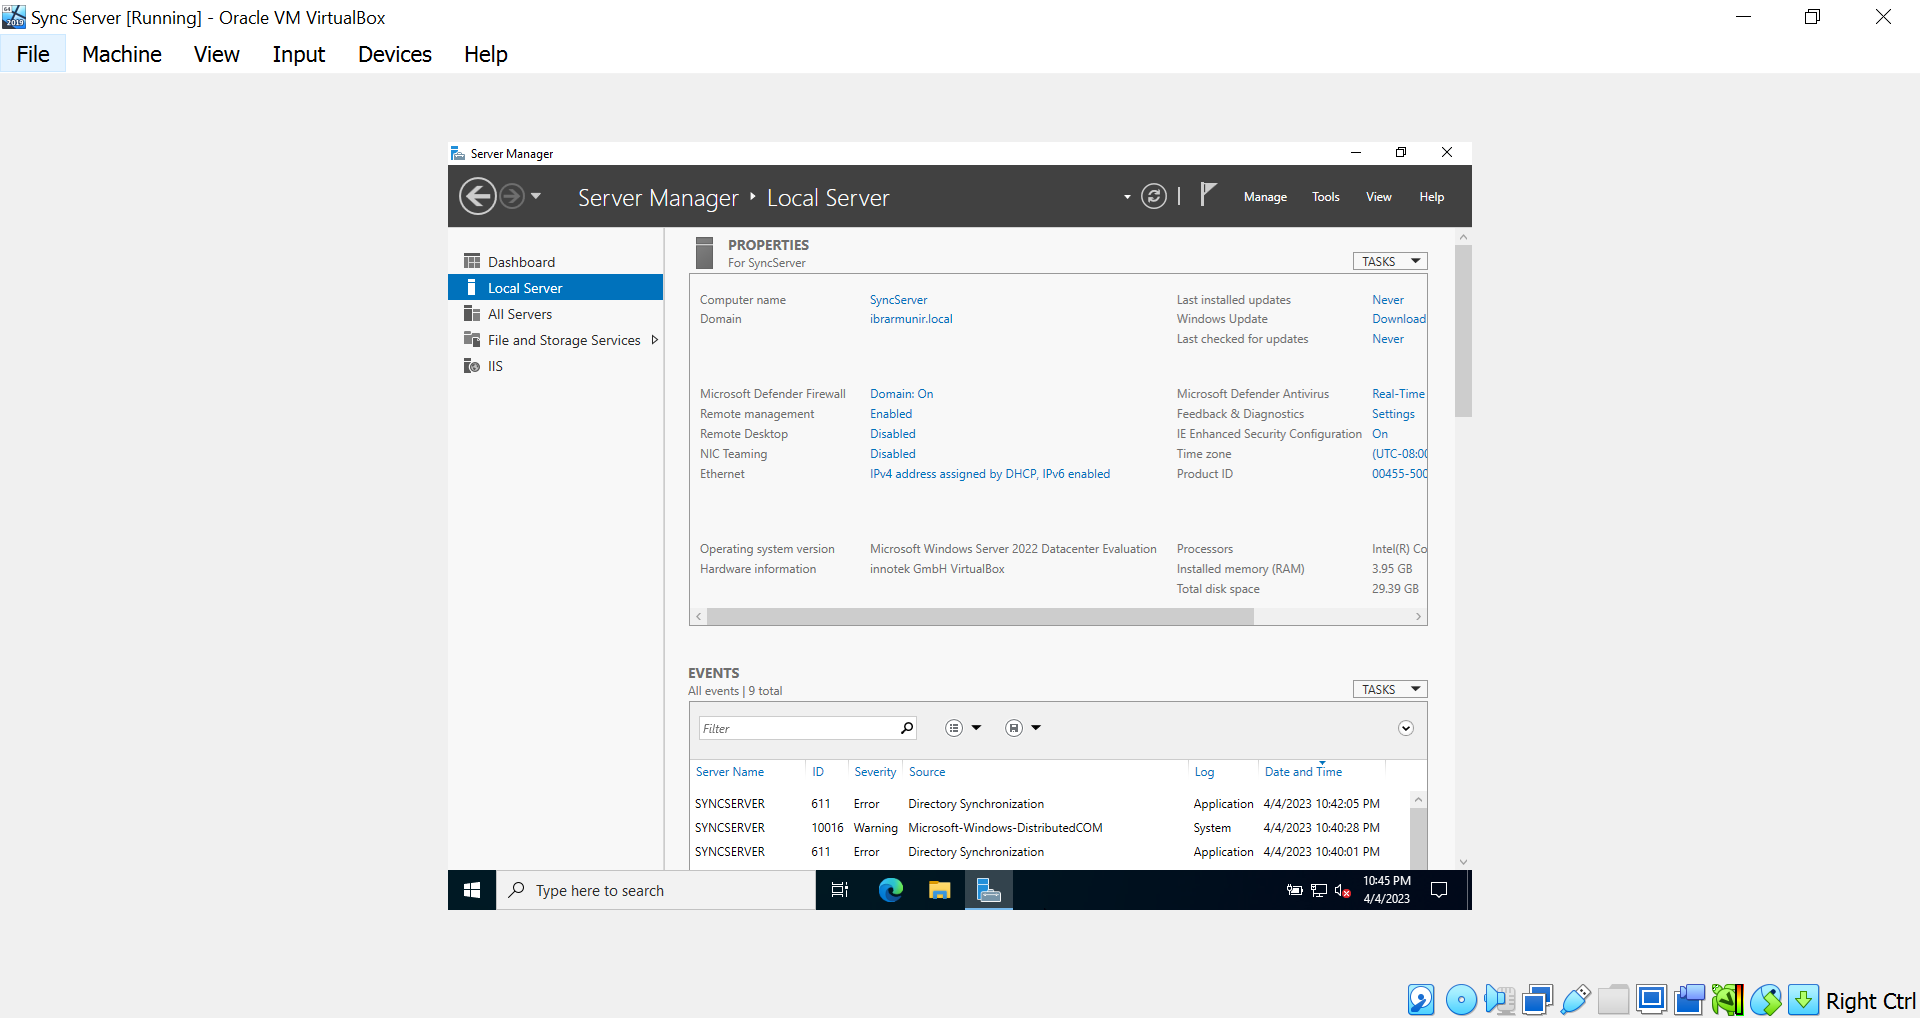 Sync Server [Running] - Oracle VM VirtualBox
File Machine View Input Devices Help
Server Manager
Server Manager ‣ Local Server
Manage Tools View Help
Dashboard
Local Server
All Servers
File and Storage Services
IIS
PROPERTIES
For SyncServer
TASKS
Computer name SyncServer Last installed updates Never
Domain ibrarmunir.local Windows Update Download
Last checked for updates Never
Microsoft Defender Firewall Domain: On Microsoft Defender Antivirus Real-Time
Remote management Enabled Feedback & Diagnostics Settings
Remote Desktop Disabled IE Enhanced Security Configuration On
NIC Teaming Disabled Time zone (UTC-08:00
Ethernet IPv4 address assigned by DHCP, IPv6 enabled Product ID 00455-500
Operating system version Microsoft Windows Server 2022 Datacenter Evaluation Processors Intel(R) Co
Hardware information innotek GmbH VirtualBox Installed memory (RAM) 3.95 GB
Total disk space 29.39 GB
EVENTS
All events | 9 total
TASKS
Filter
Server Name ID Severity Source Log Date and Time
SYNCSERVER 611 Error Directory Synchronization Application 4/4/2023 10:42:05 PM
SYNCSERVER 10016 Warning Microsoft-Windows-DistributedCOM System 4/4/2023 10:40:28 PM
SYNCSERVER 611 Error Directory Synchronization Application 4/4/2023 10:40:01 PM
Type here to search
10:45 PM
4/4/2023
Right Ctrl